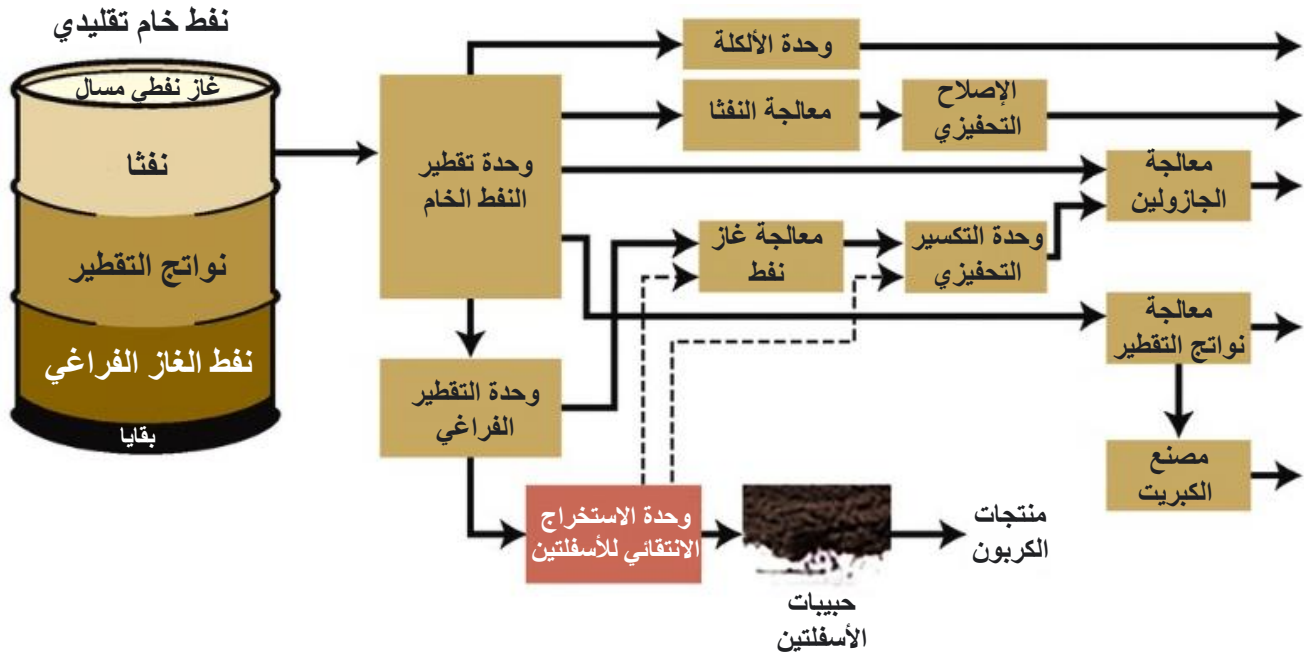 نفط خام تقليدي
غاز نفطي مسال
نفثا
نواتج التقطير
نفط الغاز الفراغي
بقايا
وحدة تقطير
النفط الخام
وحدة التقطير
الفراغي
وحدة الألكلة
معالجة النفثا
الإصلاح
التحفيزي
معالجة
الجازولين
معالجة غاز
نفط
وحدة التكسير
التحفيزي
معالجة
نواتج التقطير
مصنع
الكبريت
وحدة الاستخراج
الانتقائي للأسفلتين
حبيبات
الأسفلتين
منتجات
الكربون